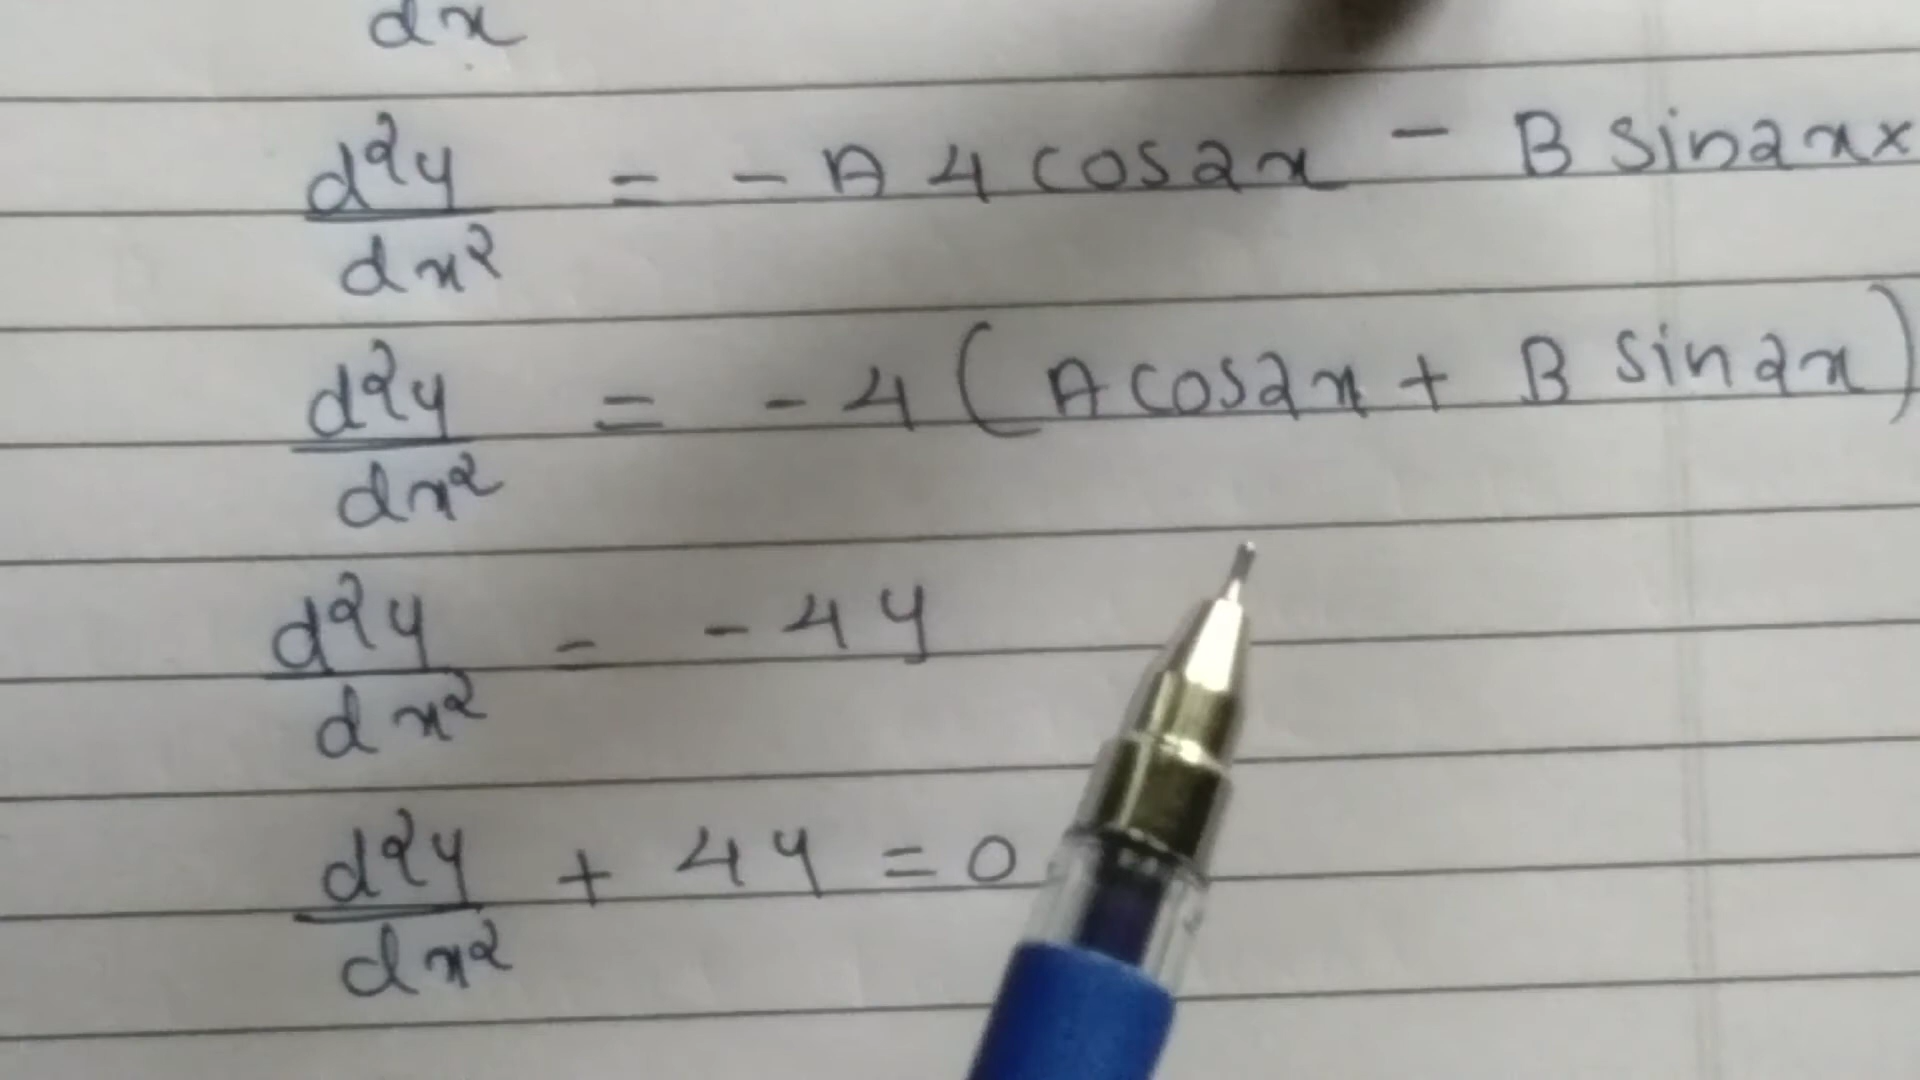 dx
d²y/dx² = - A 4 cos2x - B sin2x x
d²y/dx² = - 4 ( A cos2x + B sin2x )
d²y/dx² = - 4y
d²y/dx² + 4y = 0